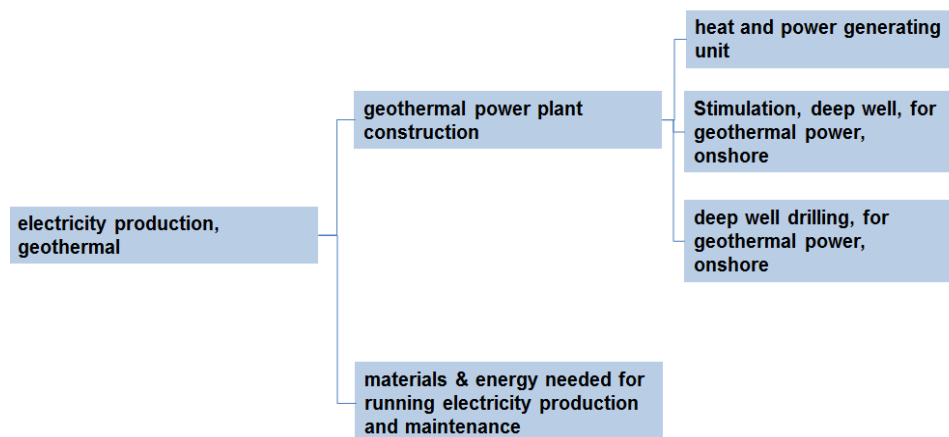 heat and power generating
unit
geothermal power plant
construction
Stimulation, deep well, for
geothermal power,
onshore
electricity production,
geothermal
deep well drilling, for
geothermal power,
onshore
materials & energy needed for
running electricity production
and maintenance